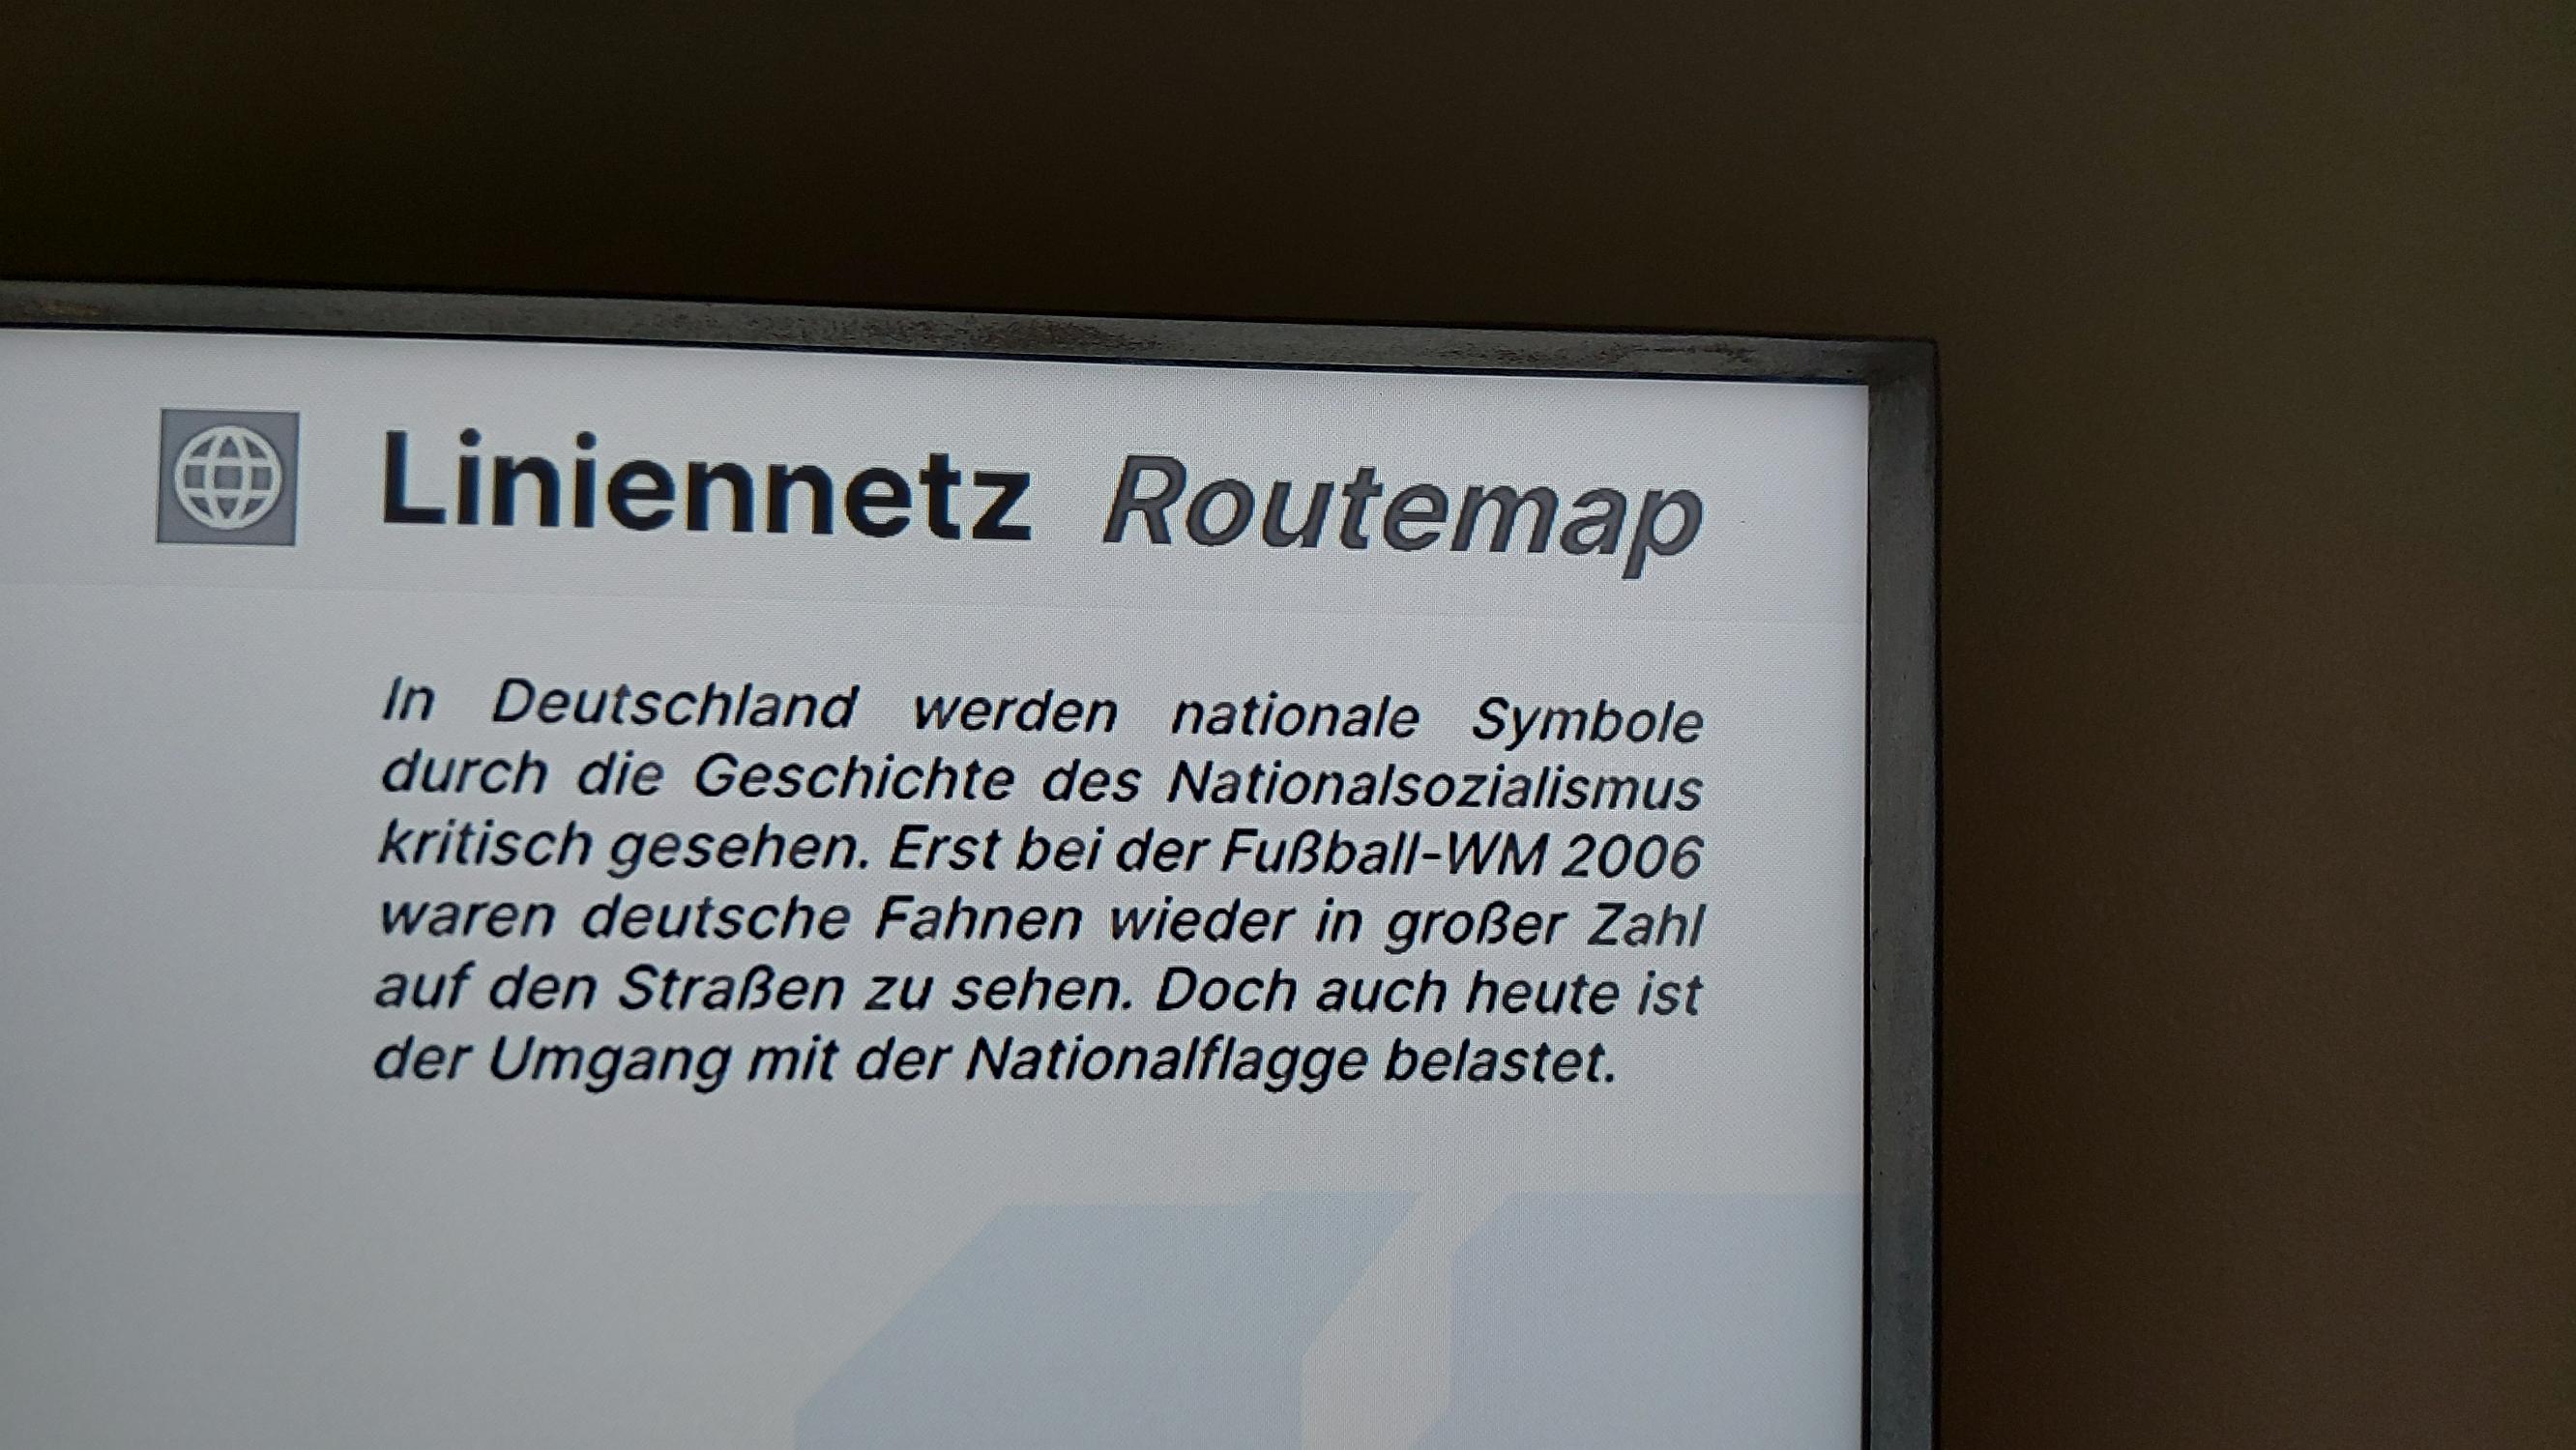 Liniennetz Routemap
In Deutschland werden nationale Symbole
durch die Geschichte des Nationalsozialismus
kritisch gesehen. Erst bei der Fußball-WM 2006
waren deutsche Fahnen wieder in großer Zahl
auf den Straßen zu sehen. Doch auch heute ist
der Umgang mit der Nationalflagge belastet.